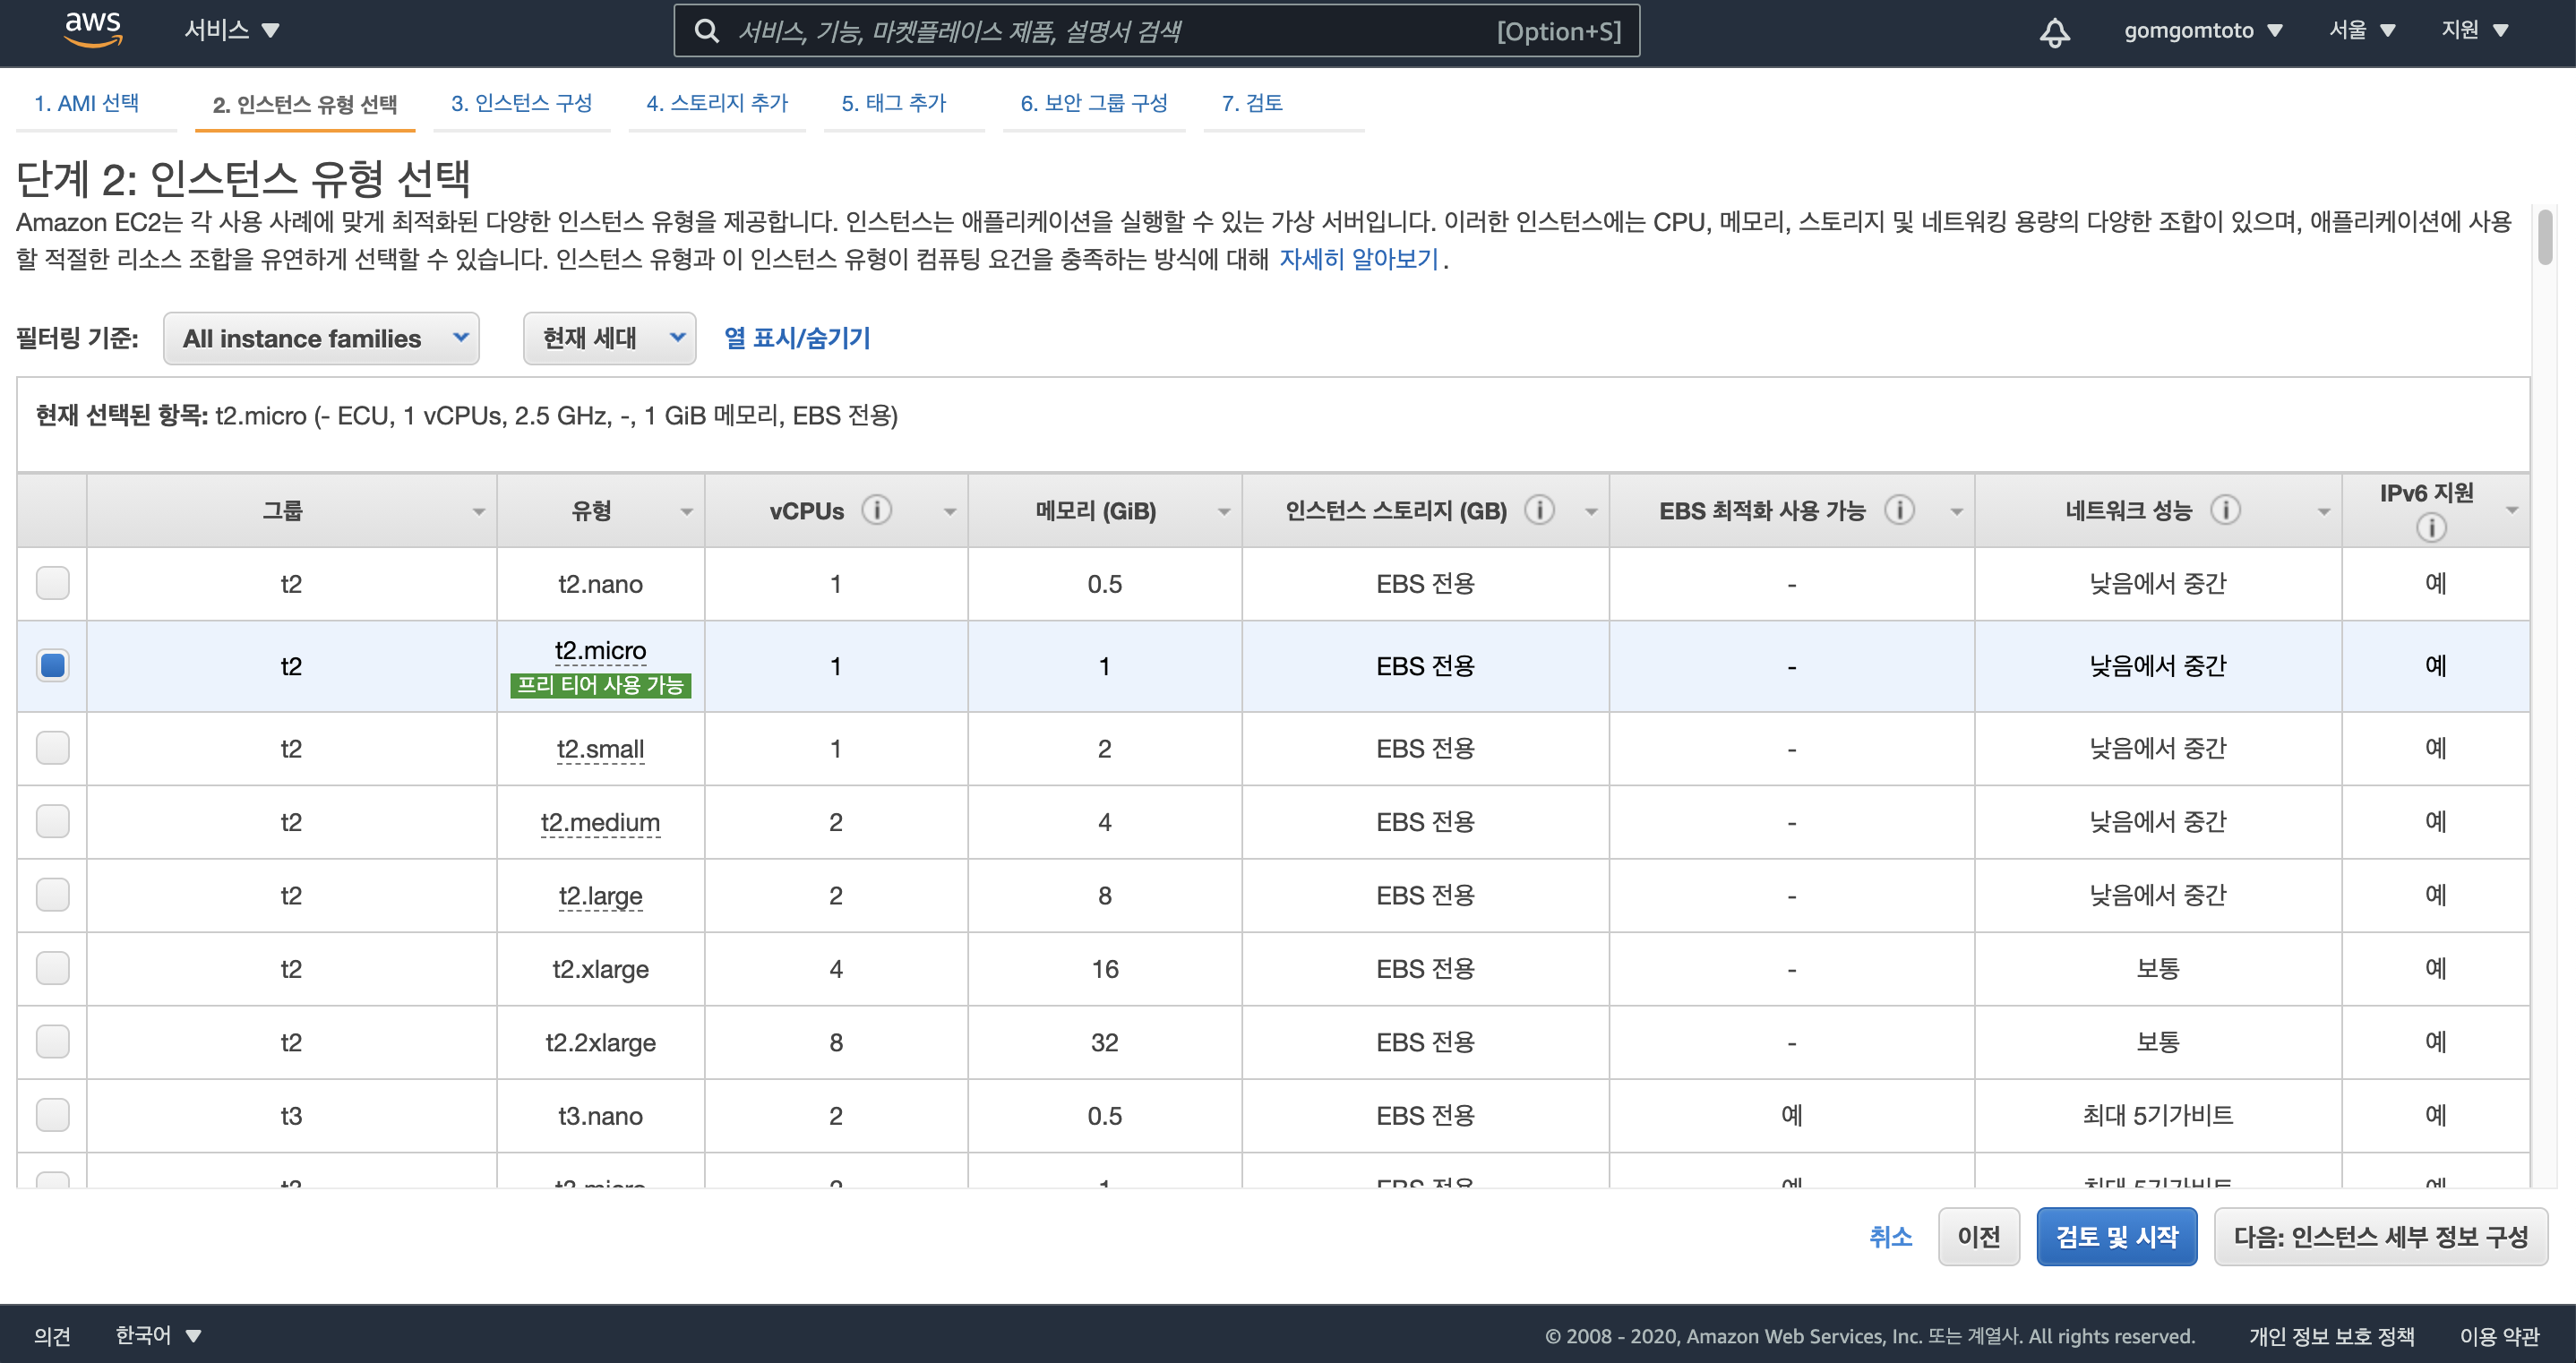 aws 서비스 서비스, 기능, 마켓플레이스 제품, 설명서 검색 [Option+S] gomgomtoto 서울 지원
1. AMI 선택 2. 인스턴스 유형 선택 3. 인스턴스 구성 4. 스토리지 추가 5. 태그 추가 6. 보안 그룹 구성 7. 검토
단계 2: 인스턴스 유형 선택
Amazon EC2는 각 사용 사례에 맞게 최적화된 다양한 인스턴스 유형을 제공합니다. 인스턴스는 애플리케이션을 실행할 수 있는 가상 서버입니다. 이러한 인스턴스에는 CPU, 메모리, 스토리지 및 네트워킹 용량의 다양한 조합이 있으며, 애플리케이션에 사용
할 적절한 리소스 조합을 유연하게 선택할 수 있습니다. 인스턴스 유형과 이 인스턴스 유형이 컴퓨팅 요건을 충족하는 방식에 대해 자세히 알아보기.
필터링 기준: All instance families 현재 세대 열 표시/숨기기
현재 선택된 항목: t2.micro (- ECU, 1 vCPUs, 2.5 GHz, -, 1 GiB 메모리, EBS 전용)
그룹 유형 vCPUs 메모리 (GiB) 인스턴스 스토리지 (GB) EBS 최적화 사용 가능 네트워크 성능 IPv6 지원
t2 t2.nano 1 0.5 EBS 전용 - 낮음에서 중간 예
t2 t2.micro 1 1 EBS 전용 - 낮음에서 중간 예
프리 티어 사용 가능
t2 t2.small 1 2 EBS 전용 - 낮음에서 중간 예
t2 t2.medium 2 4 EBS 전용 - 낮음에서 중간 예
t2 t2.large 2 8 EBS 전용 - 낮음에서 중간 예
t2 t2.xlarge 4 16 EBS 전용 - 보통 예
t2 t2.2xlarge 8 32 EBS 전용 - 보통 예
t3 t3.nano 2 0.5 EBS 전용 예 최대 5기가비트 예
취소 이전 검토 및 시작 다음: 인스턴스 세부 정보 구성
의견 한국어 © 2008 - 2020, Amazon Web Services, Inc. 또는 계열사. All rights reserved. 개인 정보 보호 정책 이용 약관